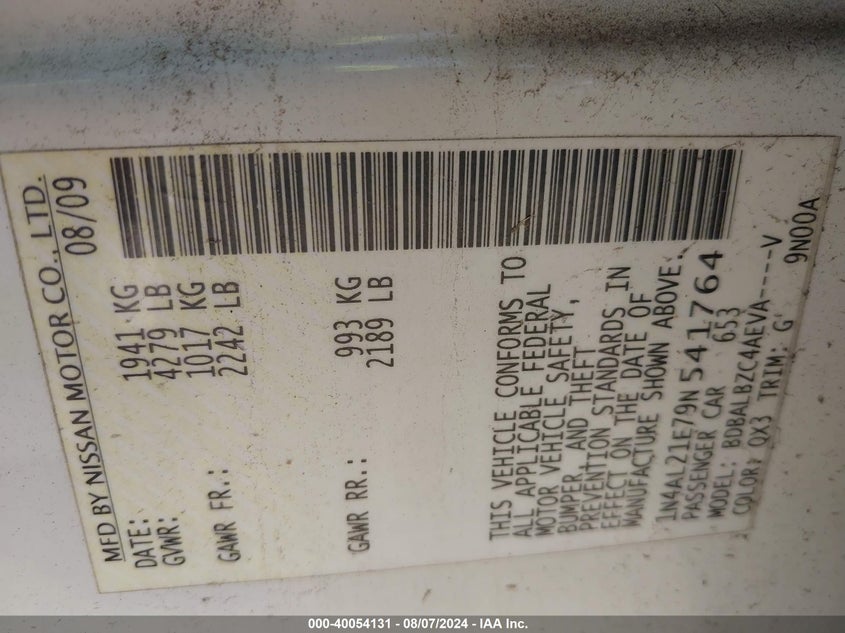 MFD BY NISSAN MOTOR CO., LTD.
DATE: 08/09
GVWR: 1941 KG
4279 LB
GAWR FR.: 1017 KG
2242 LB
GAWR RR.: 993 KG
2189 LB
THIS VEHICLE CONFORMS TO
ALL APPLICABLE FEDERAL
MOTOR VEHICLE SAFETY,
BUMPER, AND THEFT
PREVENTION STANDARDS IN
EFFECT ON THE DATE OF
MANUFACTURE SHOWN ABOVE.
1N4AL21E79N541764
PASSENGER CAR 653
MODEL: BDBALBZC4AEVA----V
COLOR: QX3 TRIM: G 9N00A
000-40054131 - 08/07/2024 - IAA Inc.